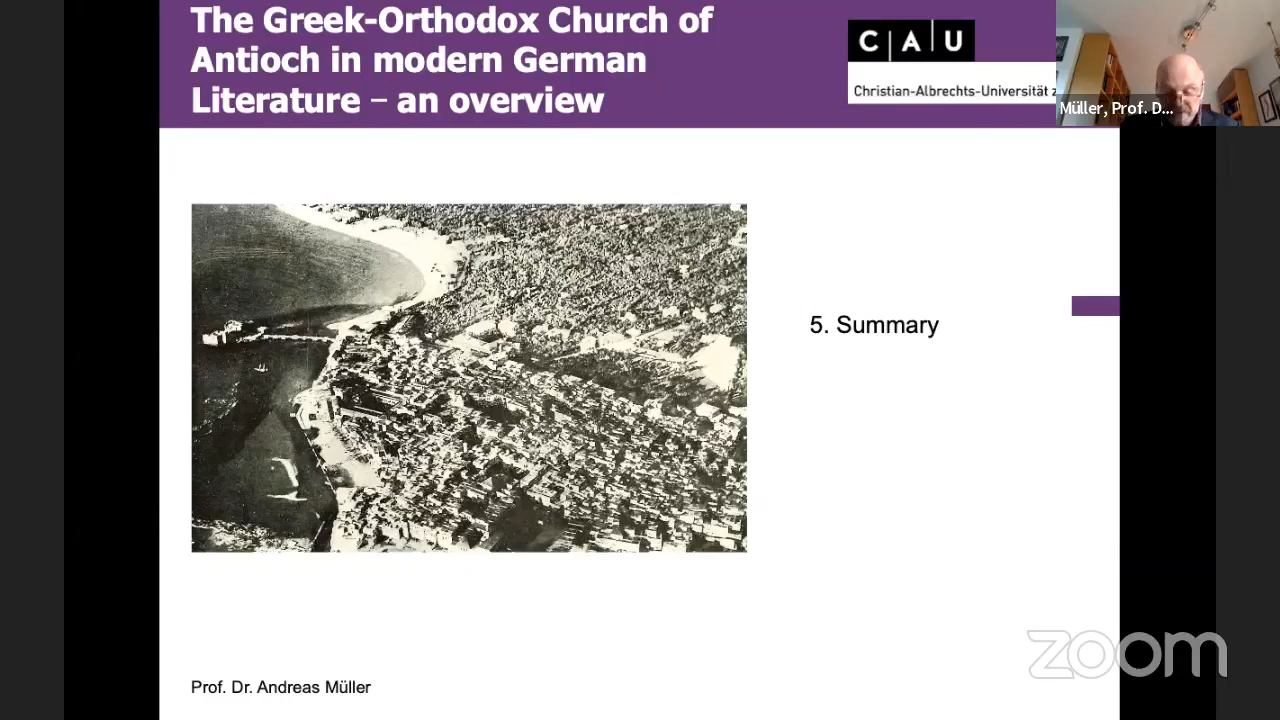 The Greek-Orthodox Church of
Antioch in modern German
Literature – an overview
C A U
Christian-Albrechts-Universität z
Müller, Prof. D...
5. Summary
Prof. Dr. Andreas Müller
zoom